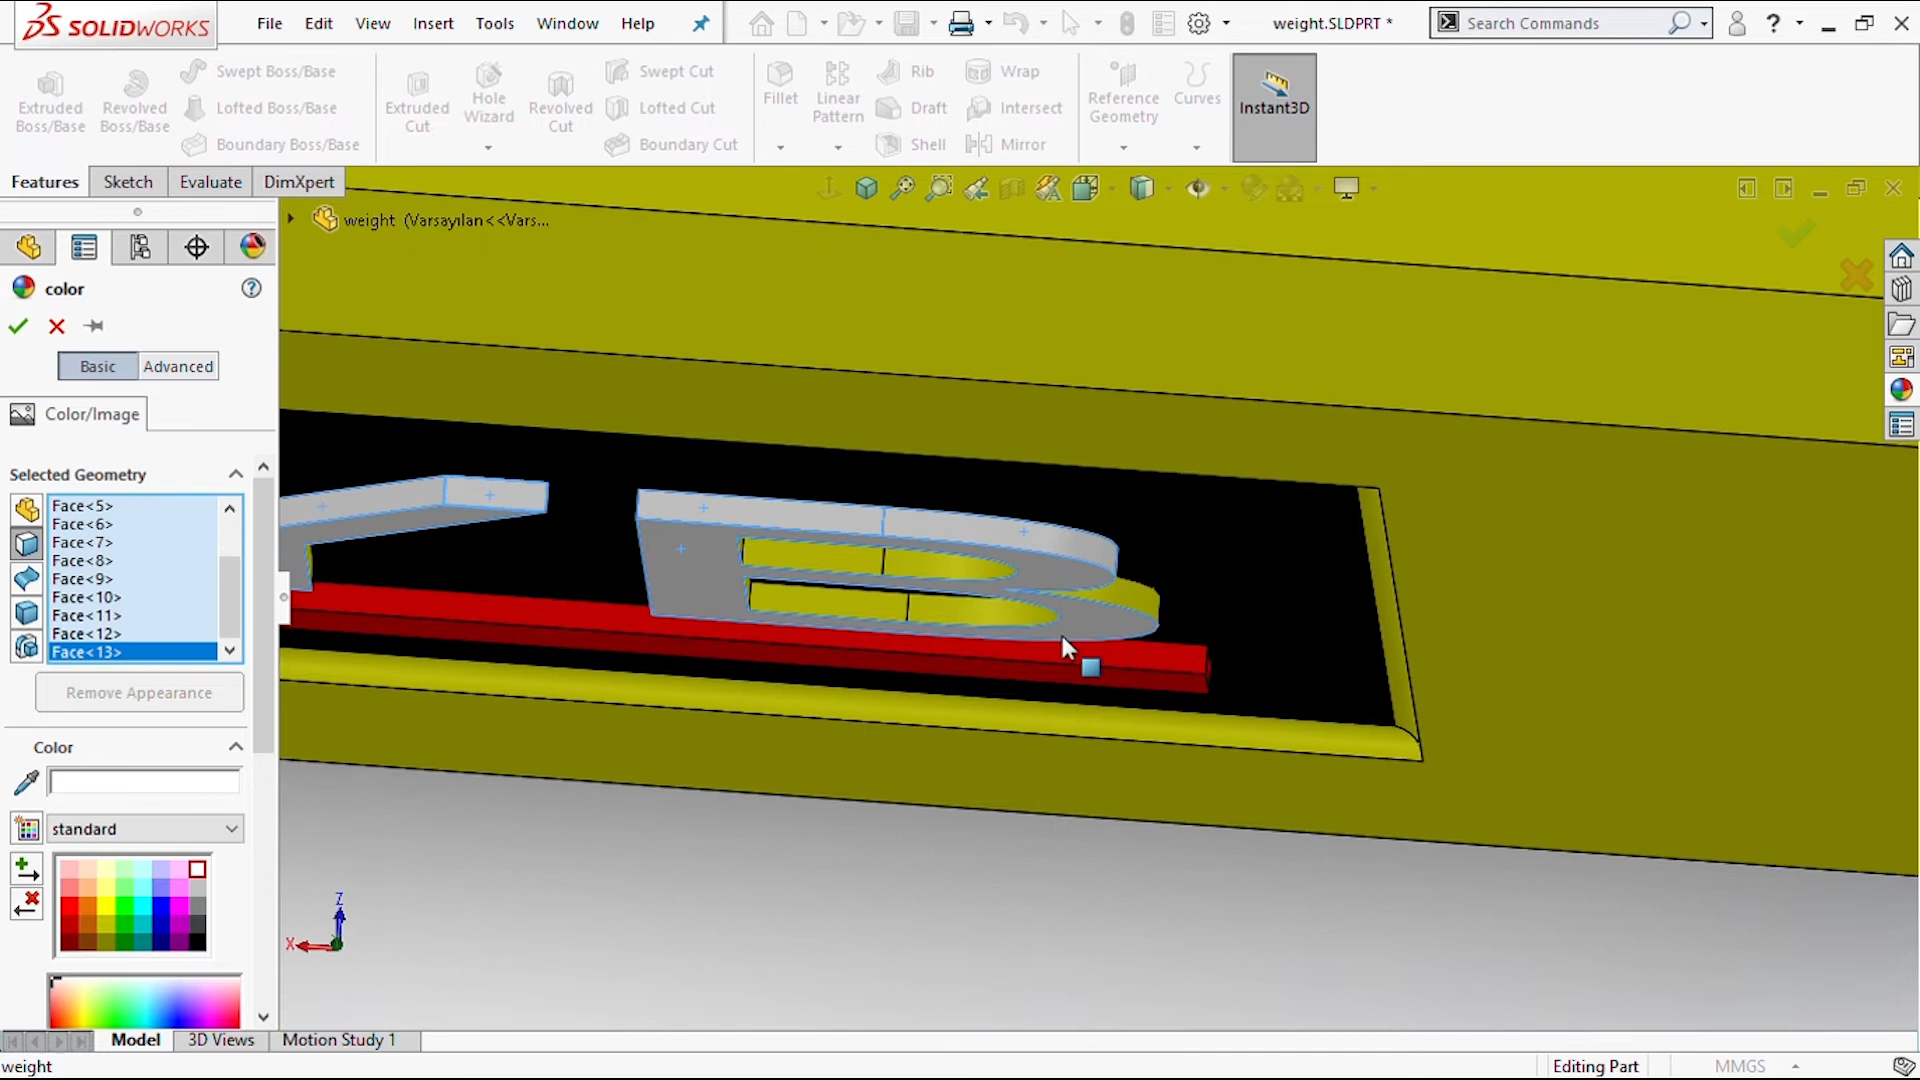 SOLIDWORKS File Edit View Insert Tools Window Help weight.SLDPRT * Search Commands
Extruded Boss/Base
Revolved Boss/Base
Swept Boss/Base
Lofted Boss/Base
Boundary Boss/Base
Extruded Cut
Hole Wizard
Revolved Cut
Swept Cut
Lofted Cut
Boundary Cut
Fillet
Linear Pattern
Rib
Draft
Shell
Wrap
Intersect
Mirror
Reference Geometry
Curves
Instant3D
Features Sketch Evaluate DimXpert
weight (Varsayılan<<Vars...
color
Basic Advanced
Color/Image
Selected Geometry
Face<5>
Face<6>
Face<7>
Face<8>
Face<9>
Face<10>
Face<11>
Face<12>
Face<13>
Remove Appearance
Color
standard
Z
X
Model 3D Views Motion Study 1
weight Editing Part MMGS